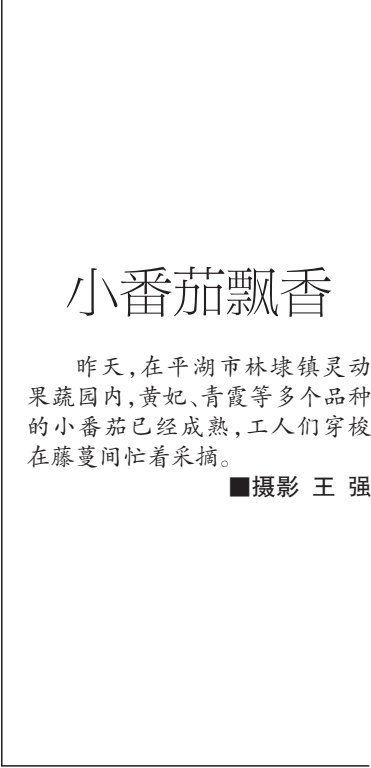 小番茄飘香
昨天,在平湖市林埭镇灵动
果蔬园内,黄妃、青霞等多个品种
的小番茄已经成熟,工人们穿梭
在藤蔓间忙着采摘。
■摄影 王 强